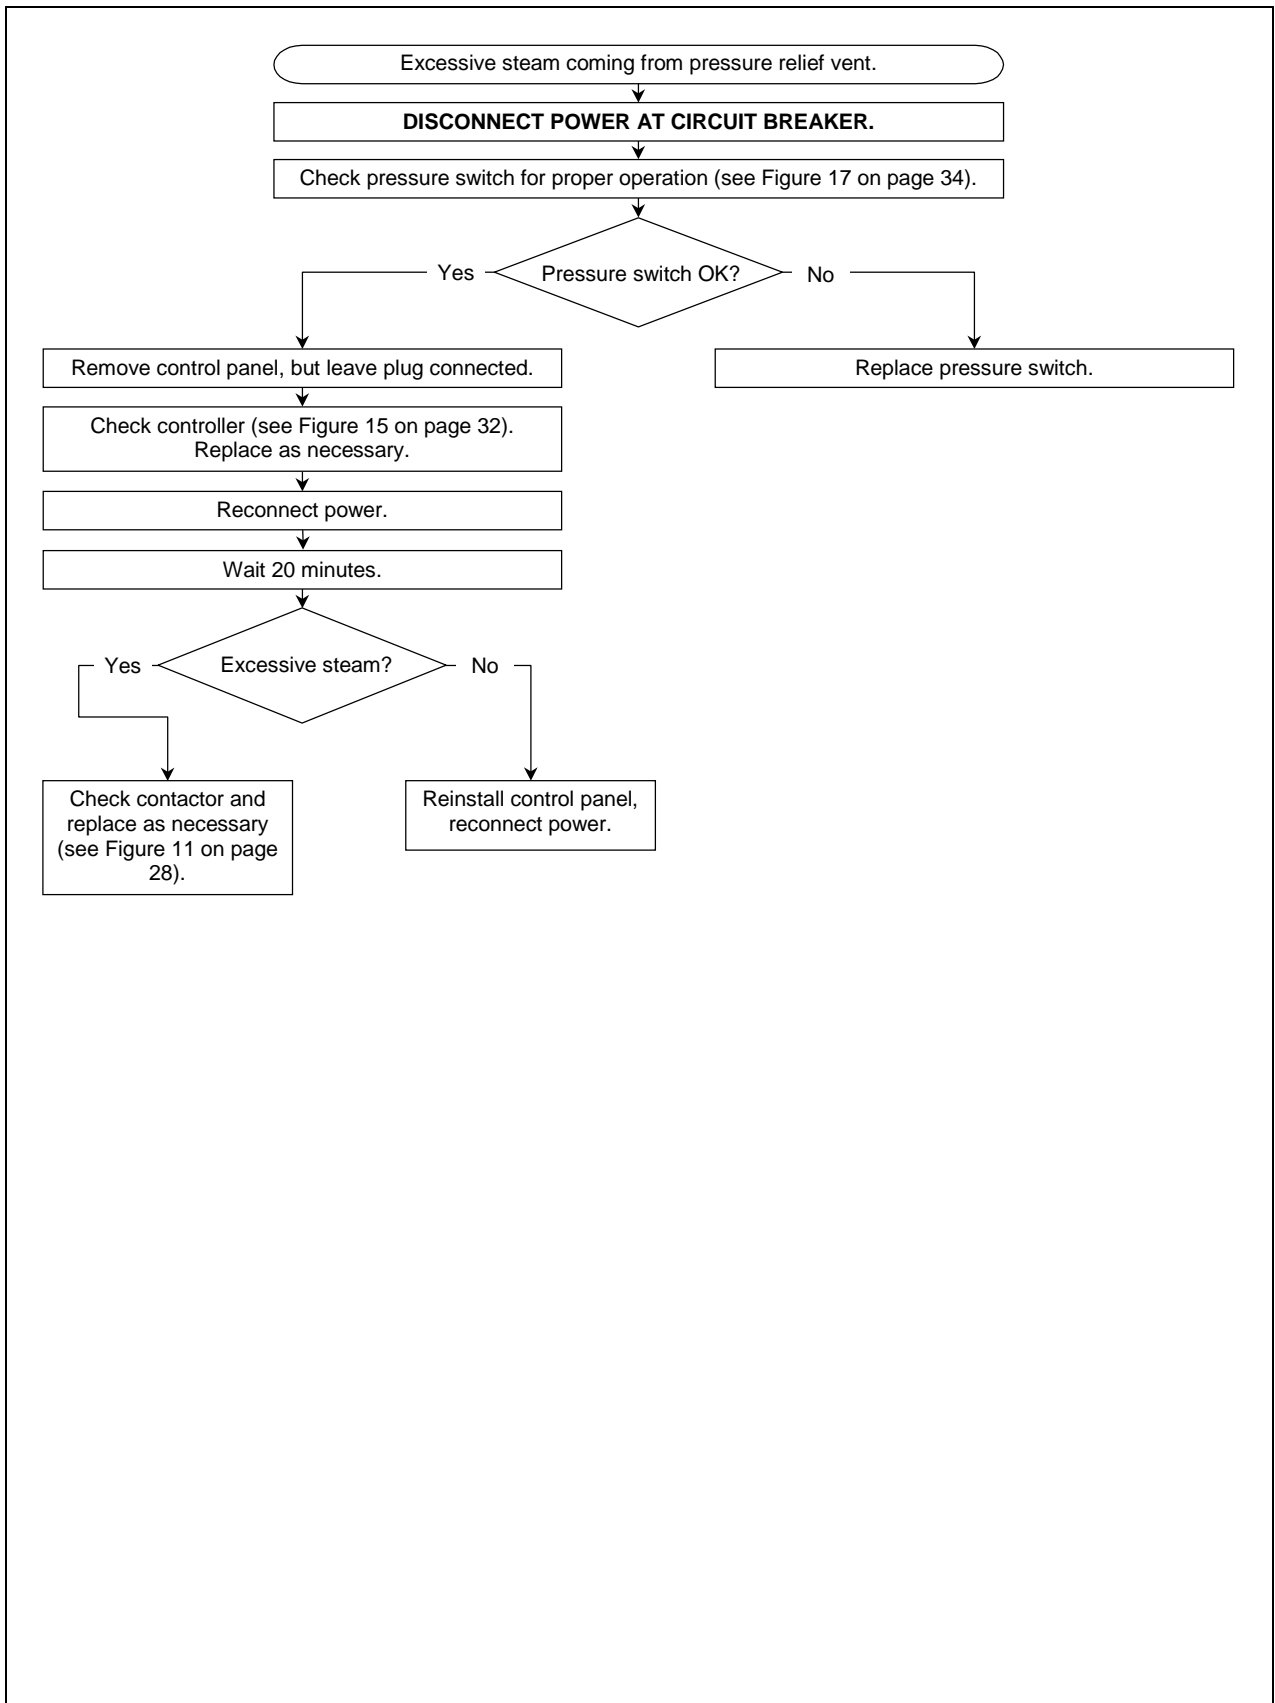 Excessive steam coming from pressure relief vent.
DISCONNECT POWER AT CIRCUIT BREAKER.
Check pressure switch for proper operation (see Figure 17 on page 34).
Pressure switch OK?
Yes
No
Remove control panel, but leave plug connected.
Replace pressure switch.
Check controller (see Figure 15 on page 32).
Replace as necessary.
Reconnect power.
Wait 20 minutes.
Excessive steam?
Yes
No
Check contactor and
replace as necessary
(see Figure 11 on page
28).
Reinstall control panel,
reconnect power.